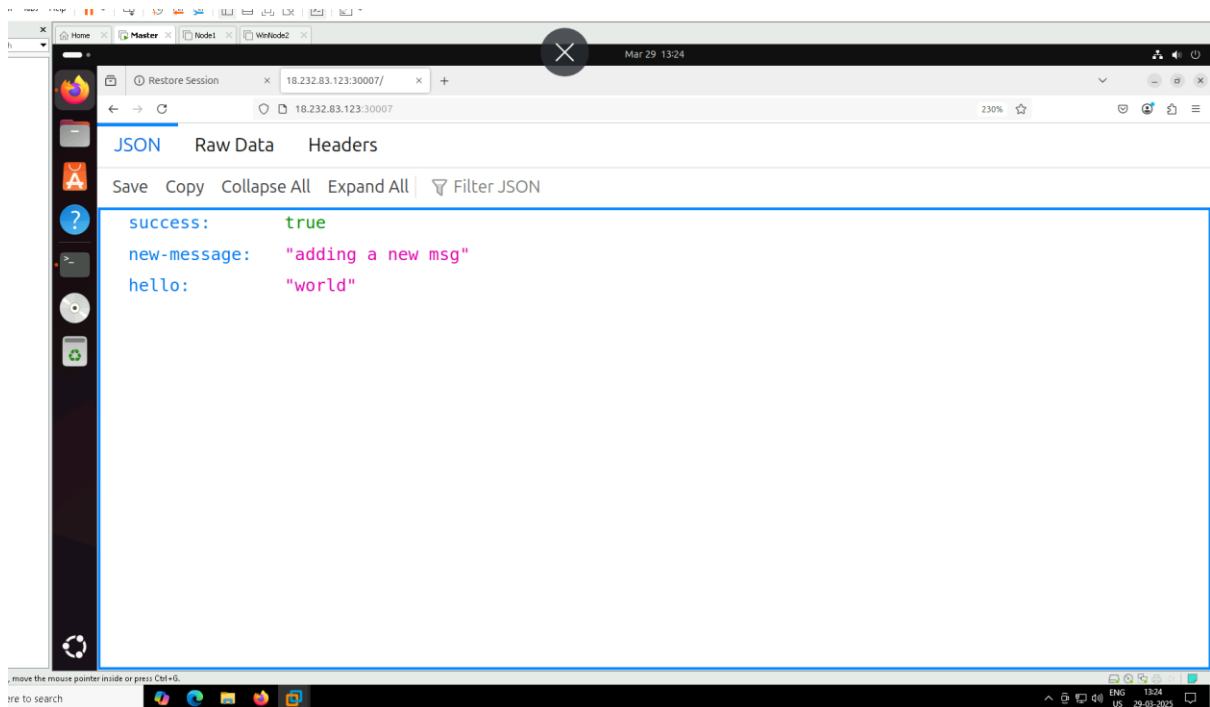 Help
Home
Master
Node1
WinNode2
Mar 29 13:24
Restore Session
18.232.83.123:30007/
18.232.83.123:30007
230%
JSON Raw Data Headers
Save Copy Collapse All Expand All Filter JSON
success: true
new-message: "adding a new msg"
hello: "world"
, move the mouse pointer inside or press Ctrl+G.
ere to search
ENG 13:24
US 29-03-2025